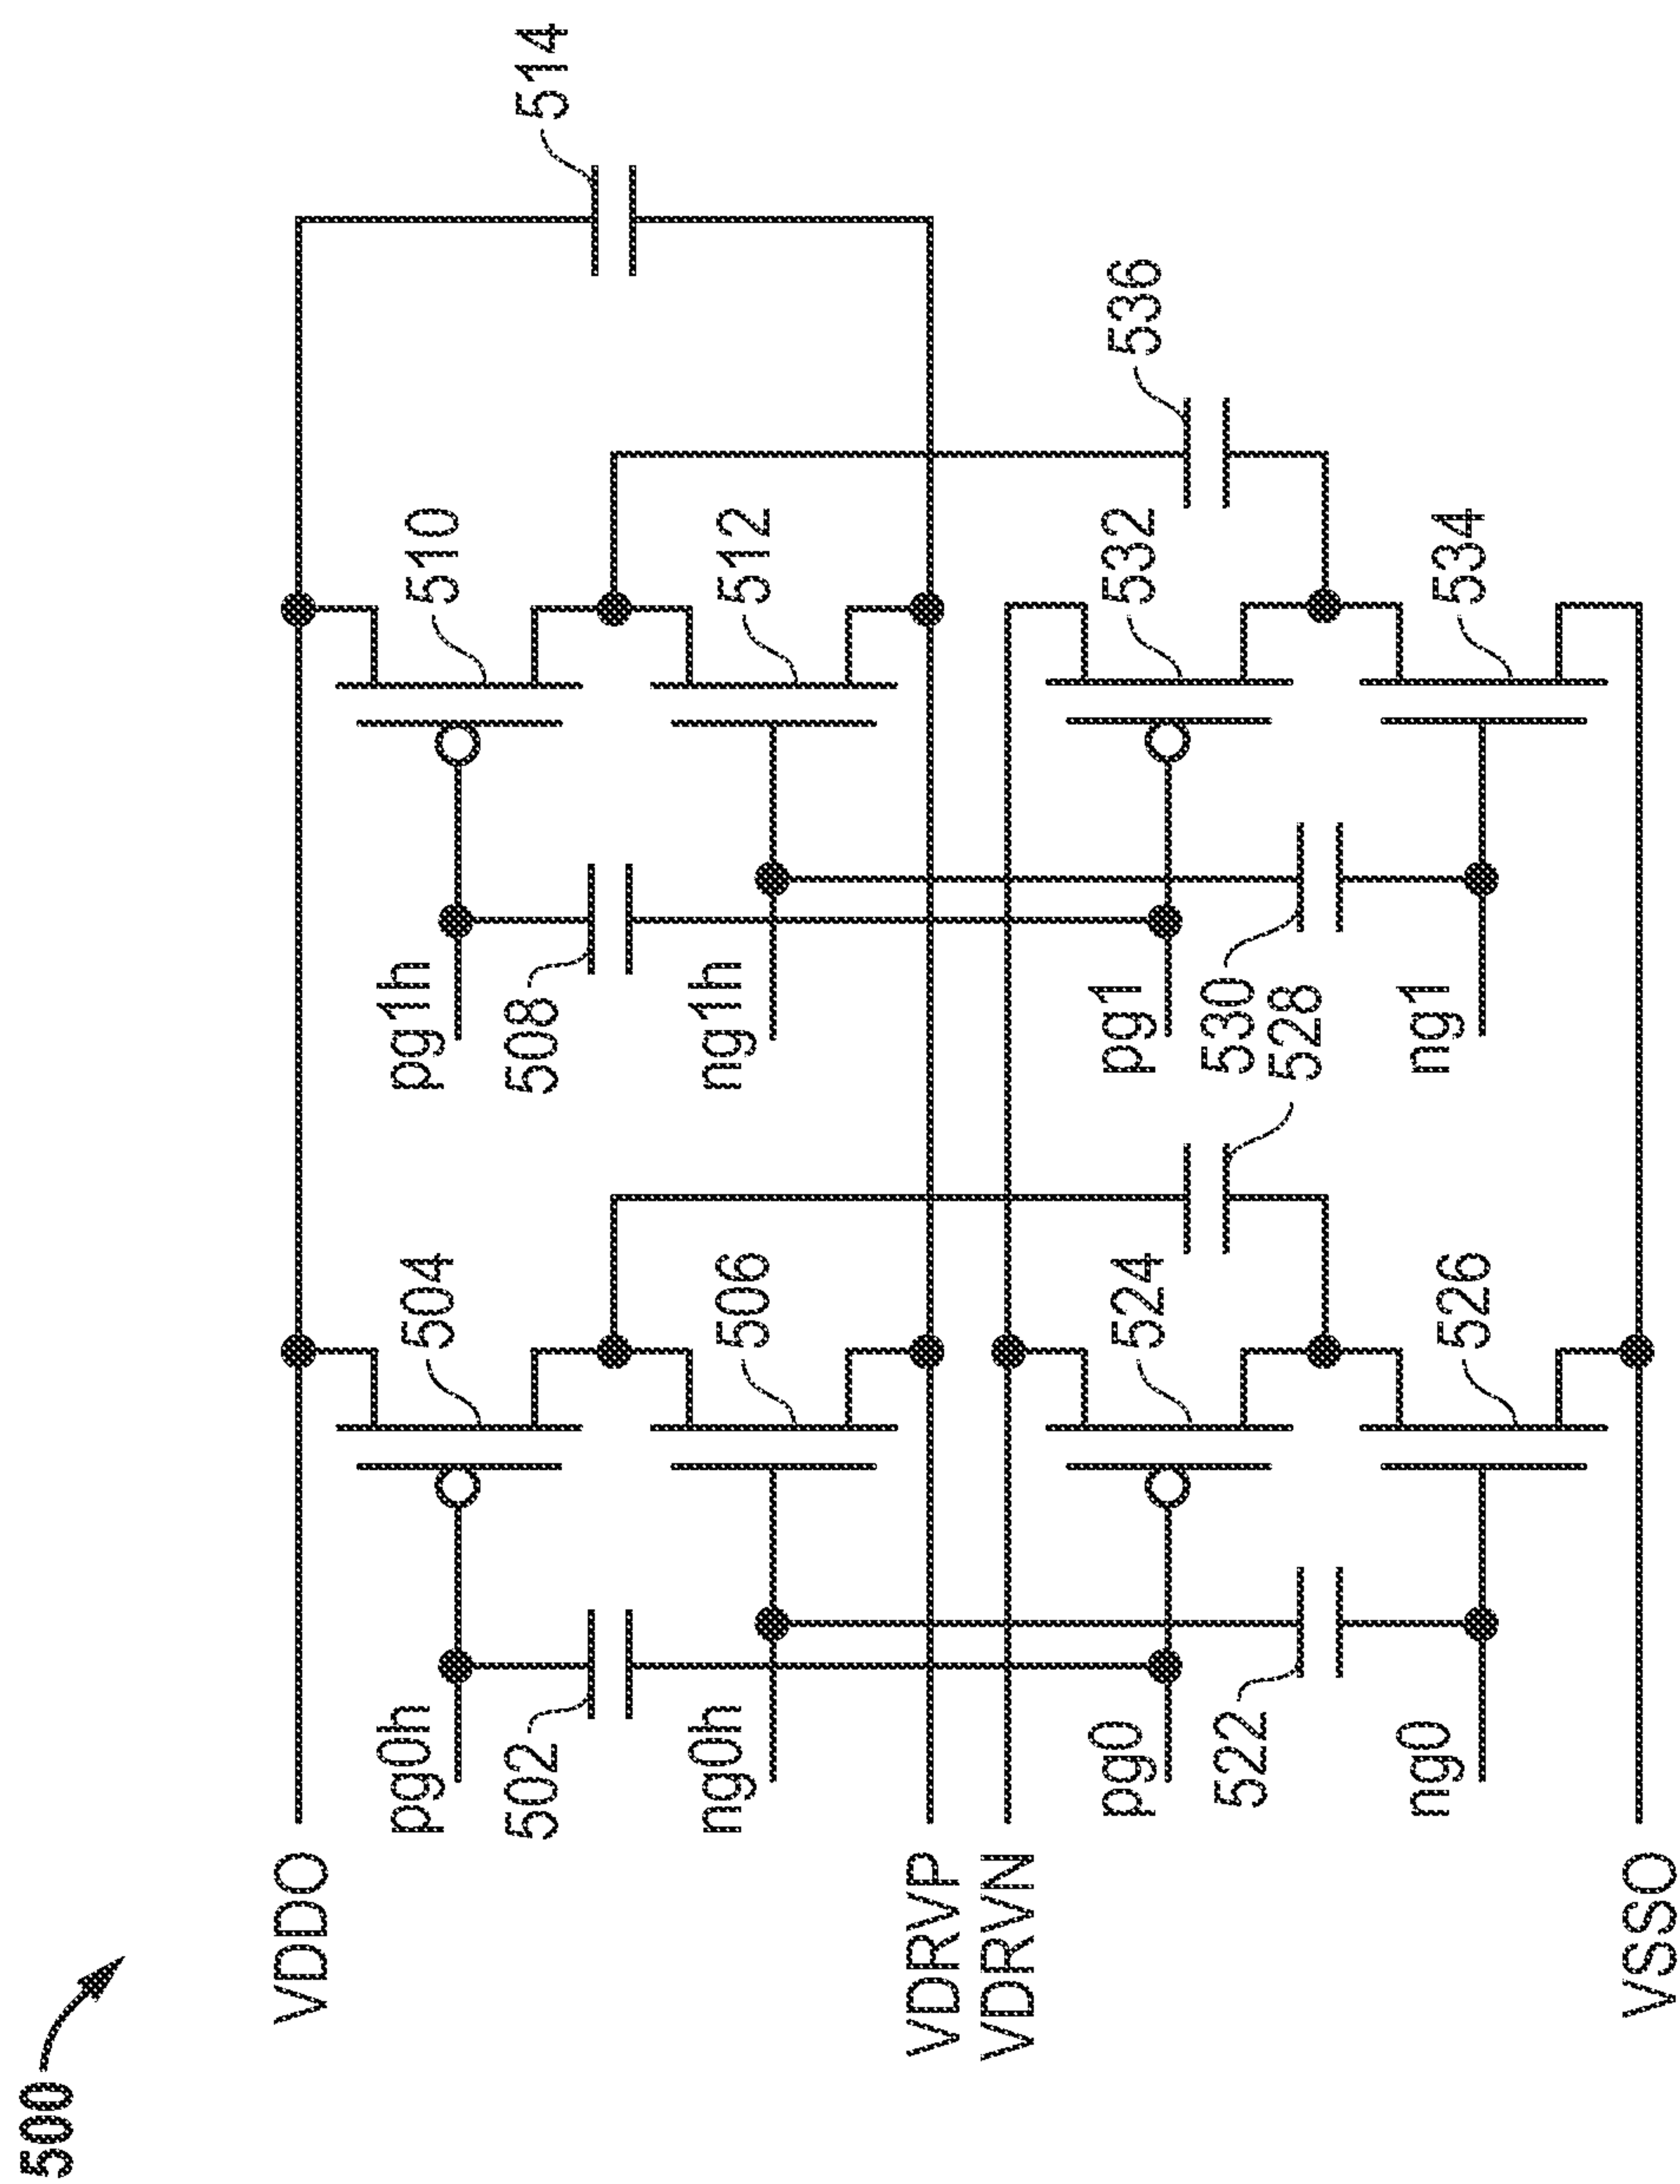 500
VDDO
VDRVP
VDRVN
VSSO
pg0h
502
ng0h
pg0
522
ng0
504
506
524
526
528
530
pg1h
508
ng1h
pg1
ng1
510
512
532
534
536
514